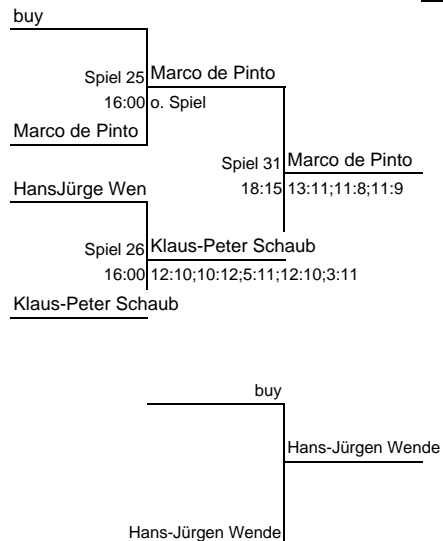 buy
Spiel 25 Marco de Pinto
16:00 o. Spiel
Marco de Pinto
Spiel 31 Marco de Pinto
HansJürge Wen
18:15 13:11;11:8;11:9
Spiel 26 Klaus-Peter Schaub
16:00 12:10;10:12;5:11;12:10;3:11
Klaus-Peter Schaub
buy
Hans-Jürgen Wende
Hans-Jürgen Wende